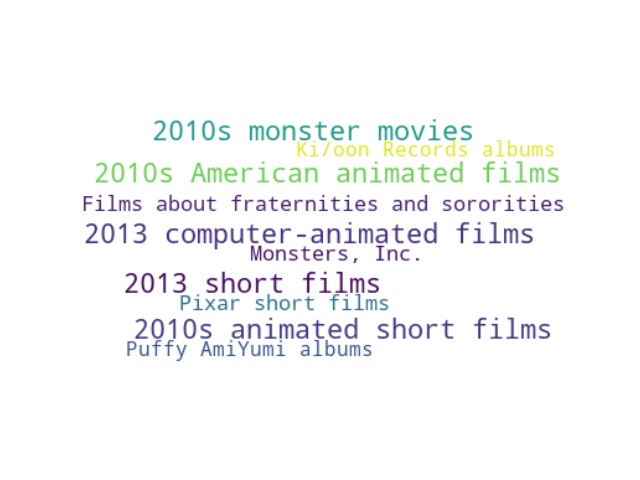 2010s monster movies
Ki/oon Records albums
2010s American animated films
Films about fraternities and sororities
2013 computer-animated films
Monsters, Inc.
2013 short films
Pixar short films
2010s animated short films
Puffy AmiYumi albums